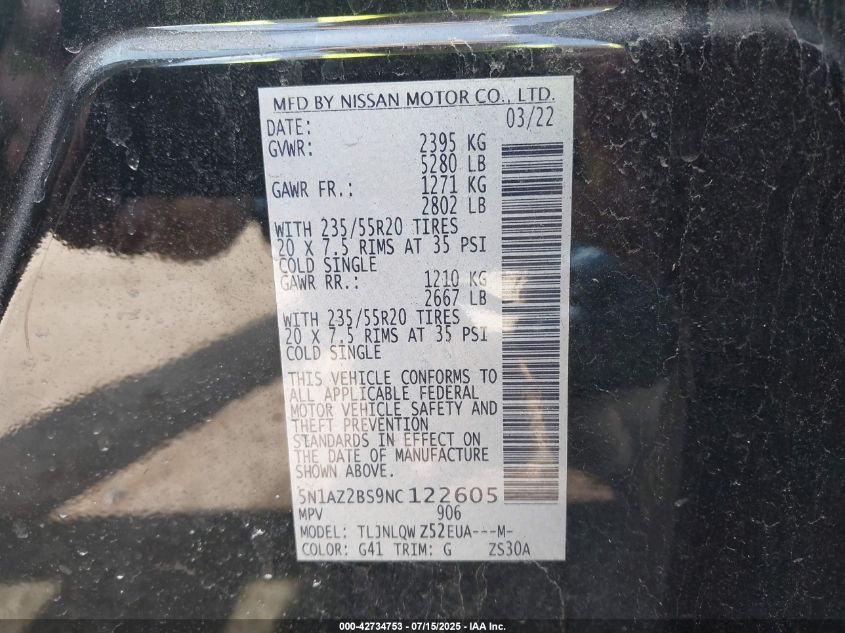 MFD BY NISSAN MOTOR CO., LTD.
DATE: 03/22
GVWR: 2395 KG
5280 LB
GAWR FR.: 1271 KG
2802 LB
WITH 235/55R20 TIRES
20 X 7.5 RIMS AT 35 PSI
COLD SINGLE
GAWR RR.: 1210 KG
2667 LB
WITH 235/55R20 TIRES
20 X 7.5 RIMS AT 35 PSI
COLD SINGLE
THIS VEHICLE CONFORMS TO
ALL APPLICABLE FEDERAL
MOTOR VEHICLE SAFETY AND
THEFT PREVENTION
STANDARDS IN EFFECT ON
THE DATE OF MANUFACTURE
SHOWN ABOVE.
5N1AZ2BS9NC122605
MPV 906
MODEL: TLJNLQW Z52EUA---M-
COLOR: G41 TRIM: G ZS30A
000-42734753 - 07/15/2025 - IAA Inc.